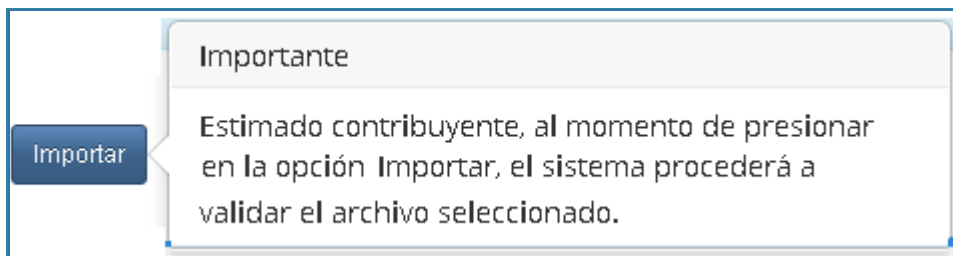 Importante
Importar
Estimado contribuyente, al momento de presionar
en la opción Importar, el sistema procederá a
validar el archivo seleccionado.